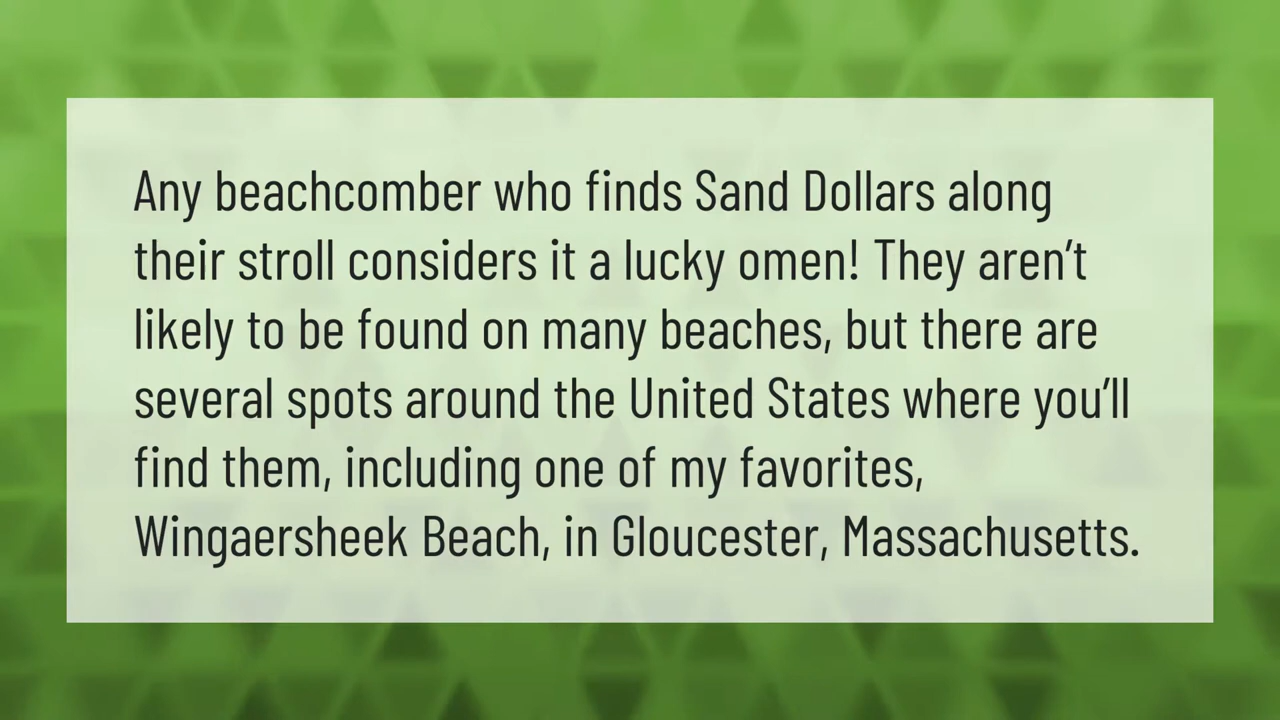 Any beachcomber who finds Sand Dollars along
their stroll considers it a lucky omen! They aren’t
likely to be found on many beaches, but there are
several spots around the United States where you’ll
find them, including one of my favorites,
Wingaersheek Beach, in Gloucester, Massachusetts.